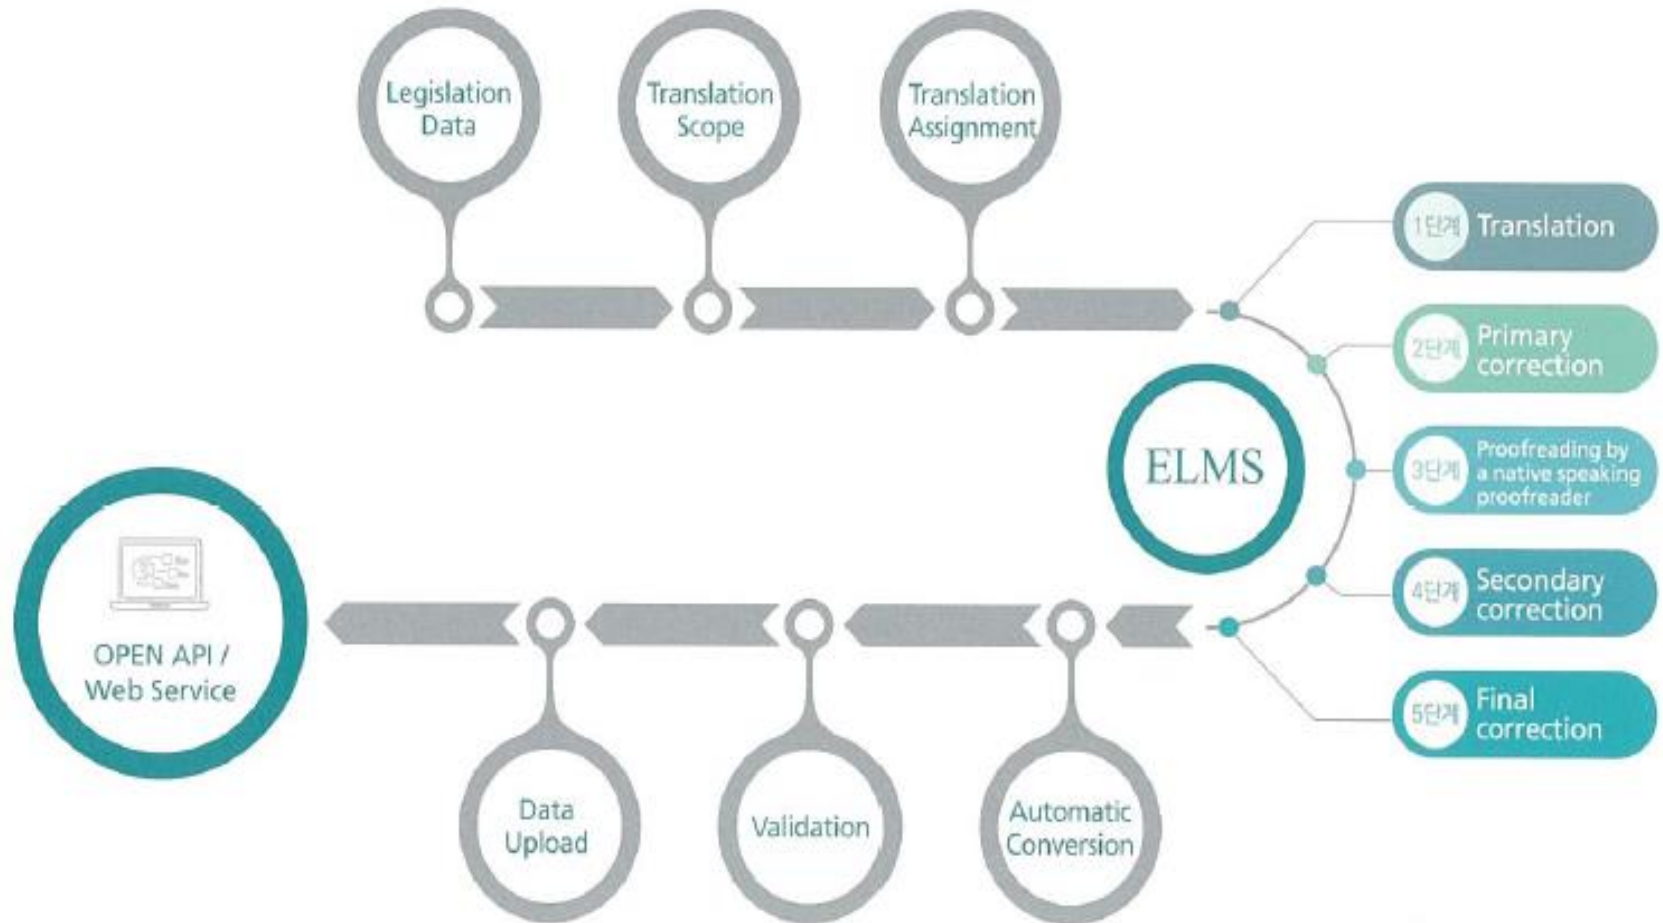 Legislation
Data
Translation
Scope
Translation
Assignment
1단계 Translation
2단계 Primary
correction
3단계 Proofreading by
a native speaking
proofreader
4단계 Secondary
correction
5단계 Final
correction
ELMS
OPEN API /
Web Service
Data
Upload
Validation
Automatic
Conversion